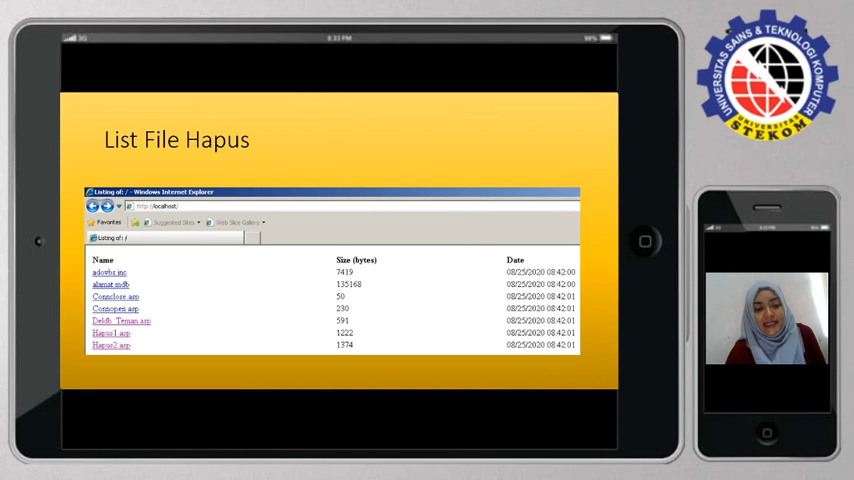 3G
8:33 PM
99%
List File Hapus
Listing of: / - Windows Internet Explorer
http://localhost/
Favorites
Suggested Sites
Web Slice Gallery
Listing of: /
Name Size (bytes) Date
adovbs.inc 7419 08/25/2020 08:42:00
alamat.mdb 135168 08/25/2020 08:42:01
Connclose.asp 50 08/25/2020 08:42:01
Connopen.asp 230 08/25/2020 08:42:01
Deldb_Teman.asp 591 08/25/2020 08:42:01
Hapus1.asp 1222 08/25/2020 08:42:01
Hapus2.asp 1374 08/25/2020 08:42:01
UNIVERSITAS SAINS & TEKNOLOGI KOMPUTER
UNIVERSITAS
STEKOM